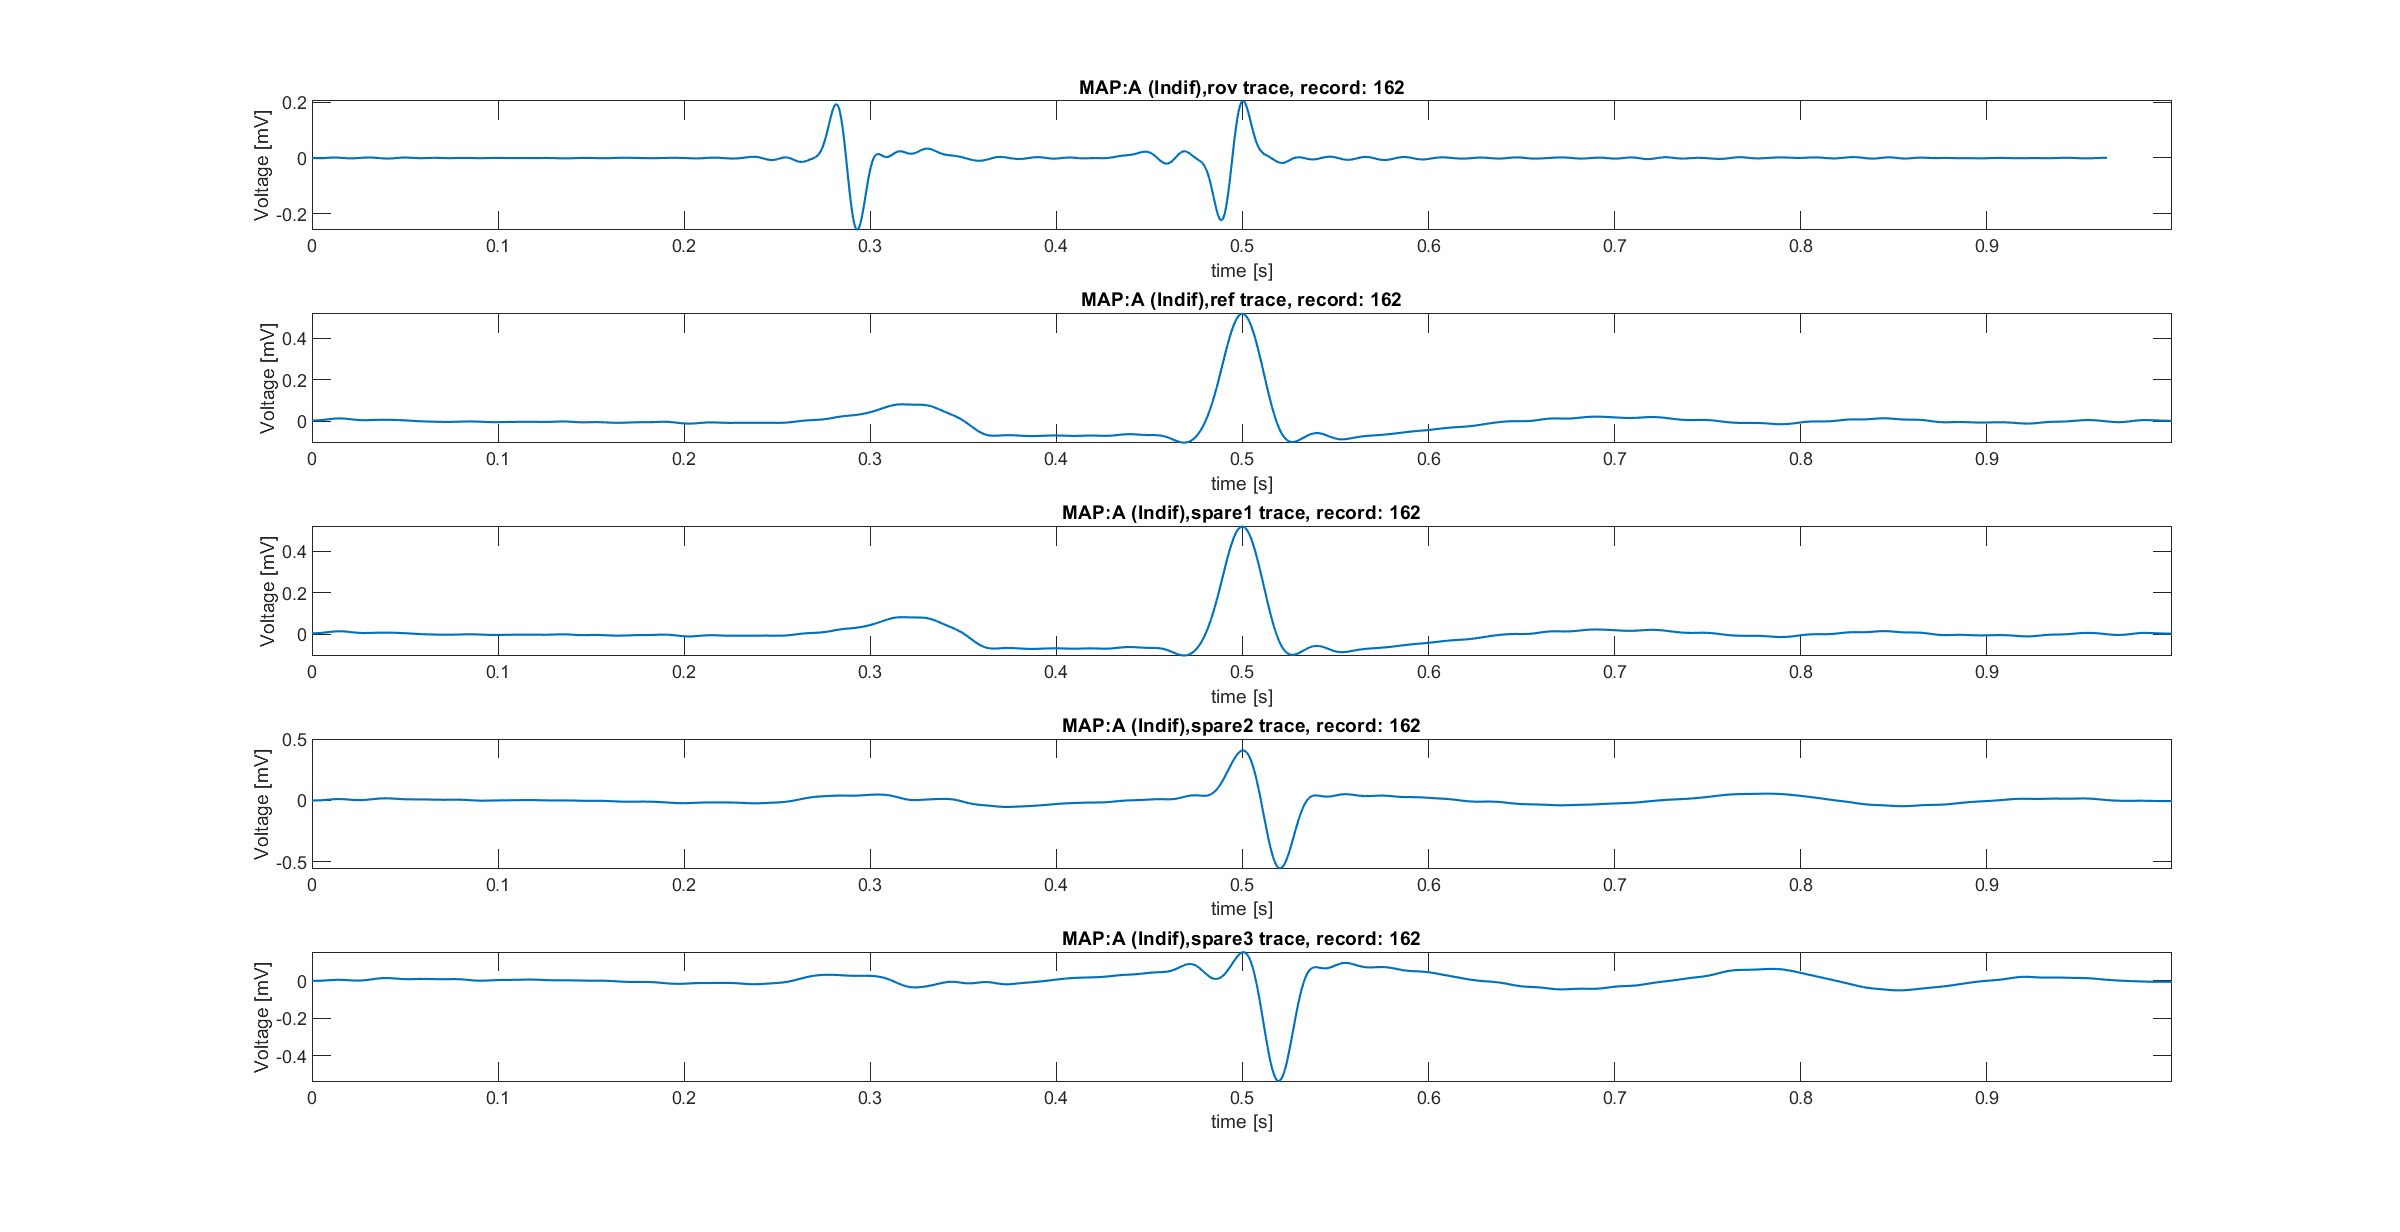 MAP:A (Indif),rov trace, record: 162
Voltage [mV]
0.2
0
-0.2
0 0.1 0.2 0.3 0.4 0.5 0.6 0.7 0.8 0.9
time [s]
MAP:A (Indif),ref trace, record: 162
Voltage [mV]
0.4
0.2
0
0 0.1 0.2 0.3 0.4 0.5 0.6 0.7 0.8 0.9
time [s]
MAP:A (Indif),spare1 trace, record: 162
Voltage [mV]
0.4
0.2
0
0 0.1 0.2 0.3 0.4 0.5 0.6 0.7 0.8 0.9
time [s]
MAP:A (Indif),spare2 trace, record: 162
Voltage [mV]
0.5
0
-0.5
0 0.1 0.2 0.3 0.4 0.5 0.6 0.7 0.8 0.9
time [s]
MAP:A (Indif),spare3 trace, record: 162
Voltage [mV]
0
-0.2
-0.4
0 0.1 0.2 0.3 0.4 0.5 0.6 0.7 0.8 0.9
time [s]